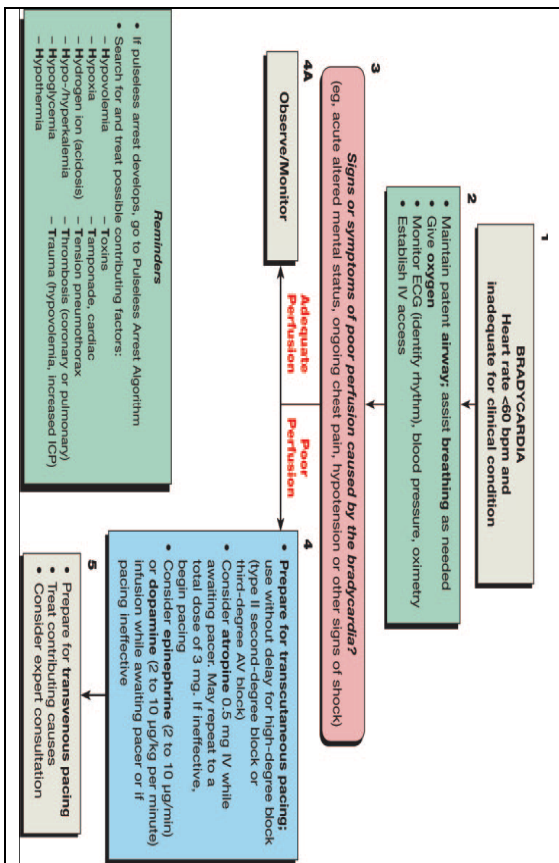 1
BRADYCARDIA
Heart rate <60 bpm and
inadequate for clinical condition
2
• Maintain patent airway; assist breathing as needed
• Give oxygen
• Monitor ECG (identify rhythm), blood pressure, oximetry
• Establish IV access
3
Signs or symptoms of poor perfusion caused by the bradycardia?
(eg, acute altered mental status, ongoing chest pain, hypotension or other signs of shock)
4A
Observe/Monitor
Adequate
Perfusion
Poor
Perfusion
4
• Prepare for transcutaneous pacing;
use without delay for high-degree block
(type II second-degree block or
third-degree AV block)
• Consider atropine 0.5 mg IV while
awaiting pacer. May repeat to a
total dose of 3 mg. If ineffective,
begin pacing
• Consider epinephrine (2 to 10 µg/min)
or dopamine (2 to 10 µg/kg per minute)
infusion while awaiting pacer or if
pacing ineffective
5
• Prepare for transvenous pacing
• Treat contributing causes
• Consider expert consultation
Reminders
• If pulseless arrest develops, go to Pulseless Arrest Algorithm
• Search for and treat possible contributing factors:
– Hypovolemia
– Hypoxia
– Hydrogen ion (acidosis)
– Hypo-/hyperkalemia
– Hypoglycemia
– Hypothermia
– Toxins
– Tamponade, cardiac
– Tension pneumothorax
– Thrombosis (coronary or pulmonary)
– Trauma (hypovolemia, increased ICP)